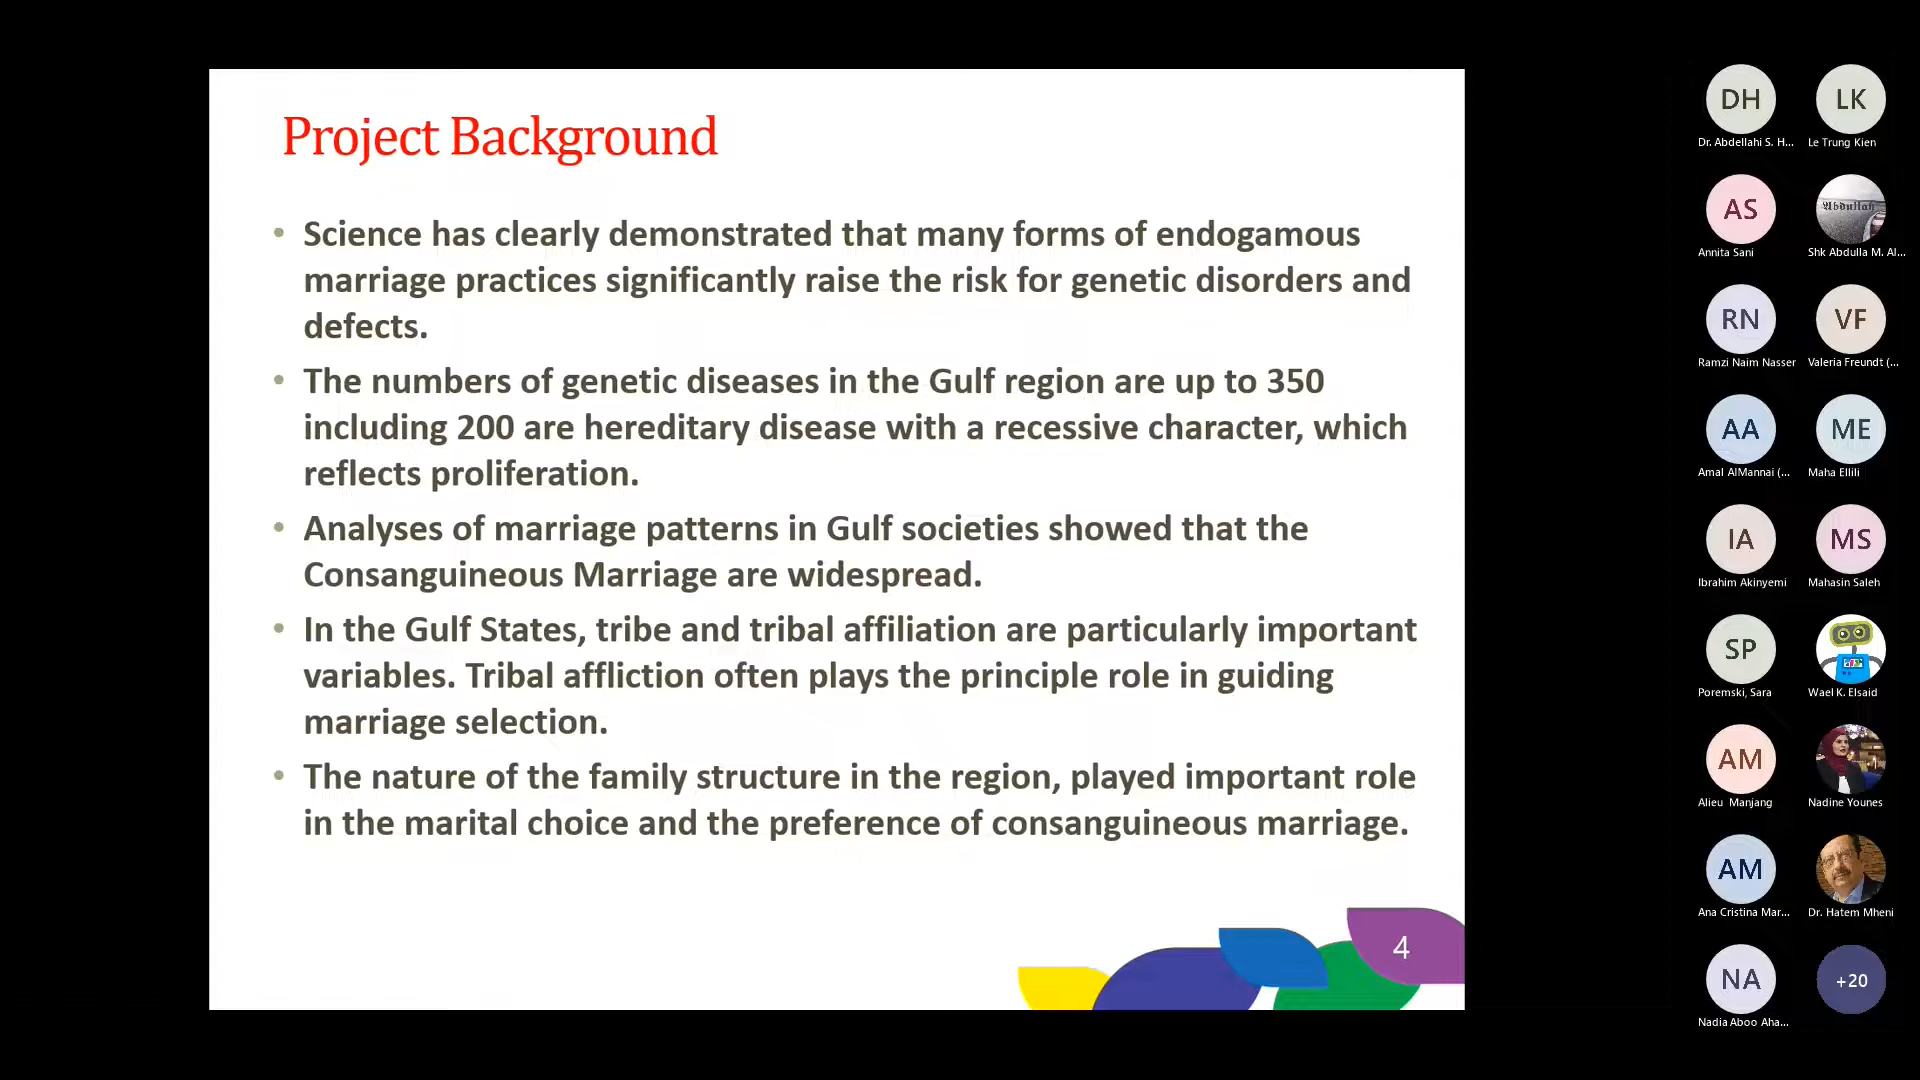 Project Background
• Science has clearly demonstrated that many forms of endogamous
marriage practices significantly raise the risk for genetic disorders and
defects.
• The numbers of genetic diseases in the Gulf region are up to 350
including 200 are hereditary disease with a recessive character, which
reflects proliferation.
• Analyses of marriage patterns in Gulf societies showed that the
Consanguineous Marriage are widespread.
• In the Gulf States, tribe and tribal affiliation are particularly important
variables. Tribal affliction often plays the principle role in guiding
marriage selection.
• The nature of the family structure in the region, played important role
in the marital choice and the preference of consanguineous marriage.
4
DH
Dr. Abdellahi S. H...
LK
Le Trung Kien
AS
Annita Sani
Abdullah
Shk Abdulla M. Al...
RN
Ramzi Naim Nasser
VF
Valeria Freundt (...
AA
Amal AlMannai (...
ME
Maha Ellili
IA
Ibrahim Akinyemi
MS
Mahasin Saleh
SP
Poremski, Sara
Wael K. Elsaid
AM
Alieu Manjang
Nadine Younes
AM
Ana Cristina Mar...
Dr. Hatem Mheni
NA
Nadia Aboo Aha...
+20